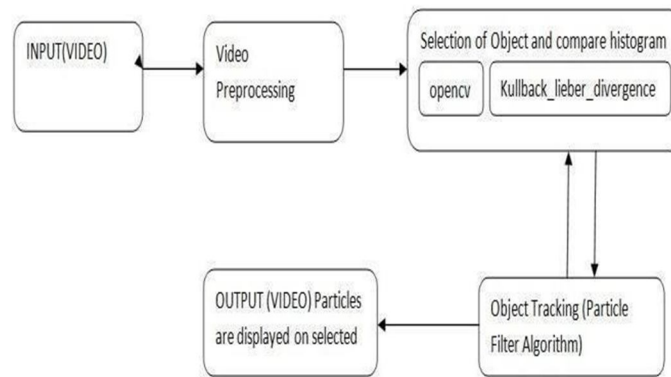 INPUT(VIDEO)
Video
Preprocessing
Selection of Object and compare histogram
opencv
Kullback_lieber_divergence
Object Tracking (Particle
Filter Algorithm)
OUTPUT (VIDEO) Particles
are displayed on selected